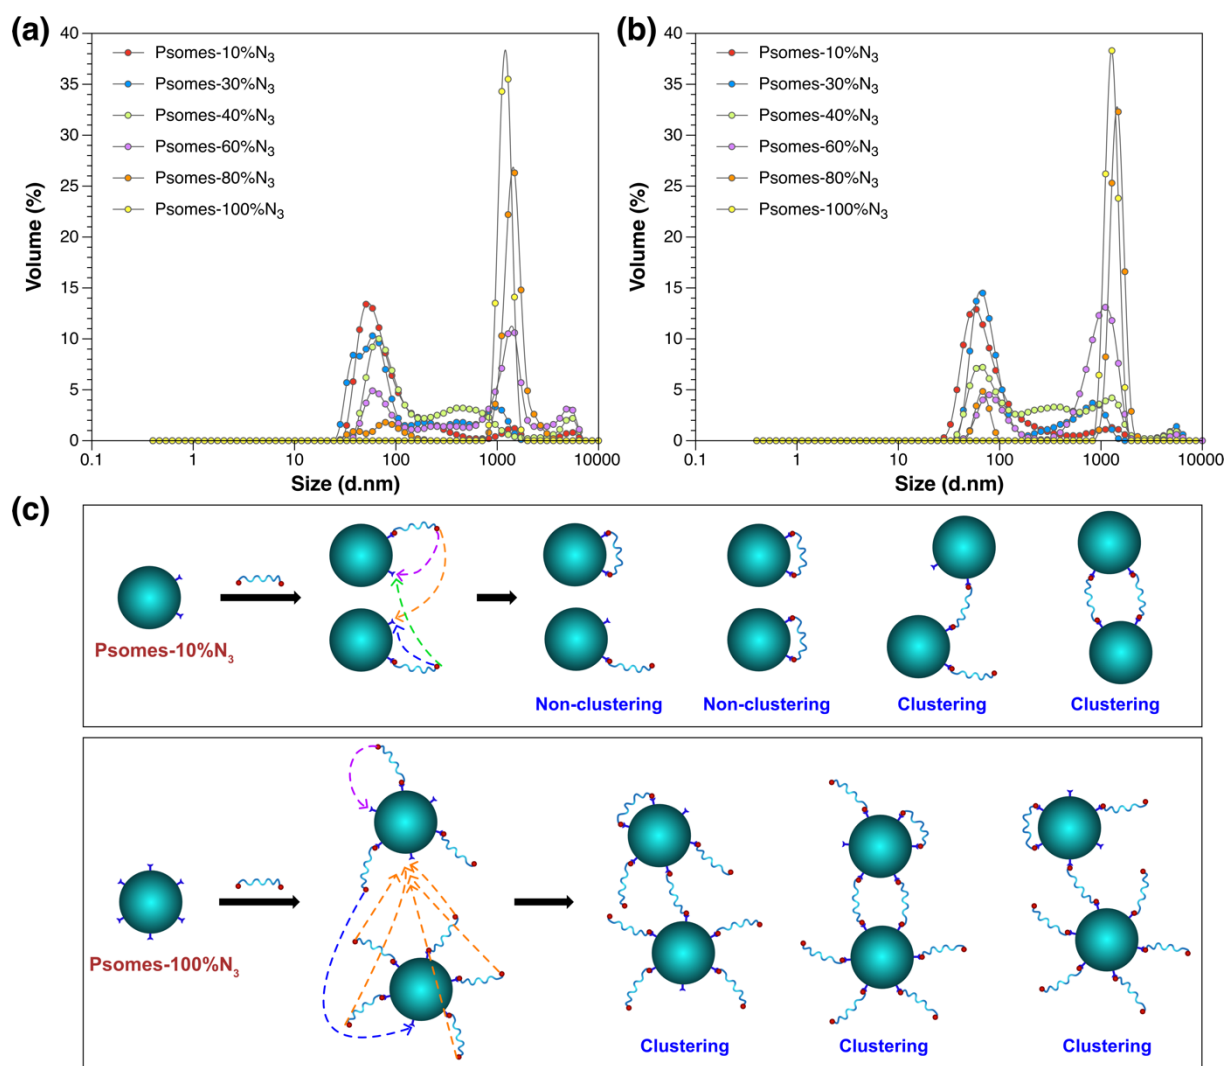 (a)
40
35
30
25
20
15
10
5
0
Volume (%)
Psomes-10%N₃
Psomes-30%N₃
Psomes-40%N₃
Psomes-60%N₃
Psomes-80%N₃
Psomes-100%N₃
0.1 1 10 100 1000 10000
Size (d.nm)
(b)
40
35
30
25
20
15
10
5
0
Volume (%)
Psomes-10%N₃
Psomes-30%N₃
Psomes-40%N₃
Psomes-60%N₃
Psomes-80%N₃
Psomes-100%N₃
0.1 1 10 100 1000 10000
Size (d.nm)
(c)
Psomes-10%N₃
Non-clustering Non-clustering Clustering Clustering
Psomes-100%N₃
Clustering Clustering Clustering